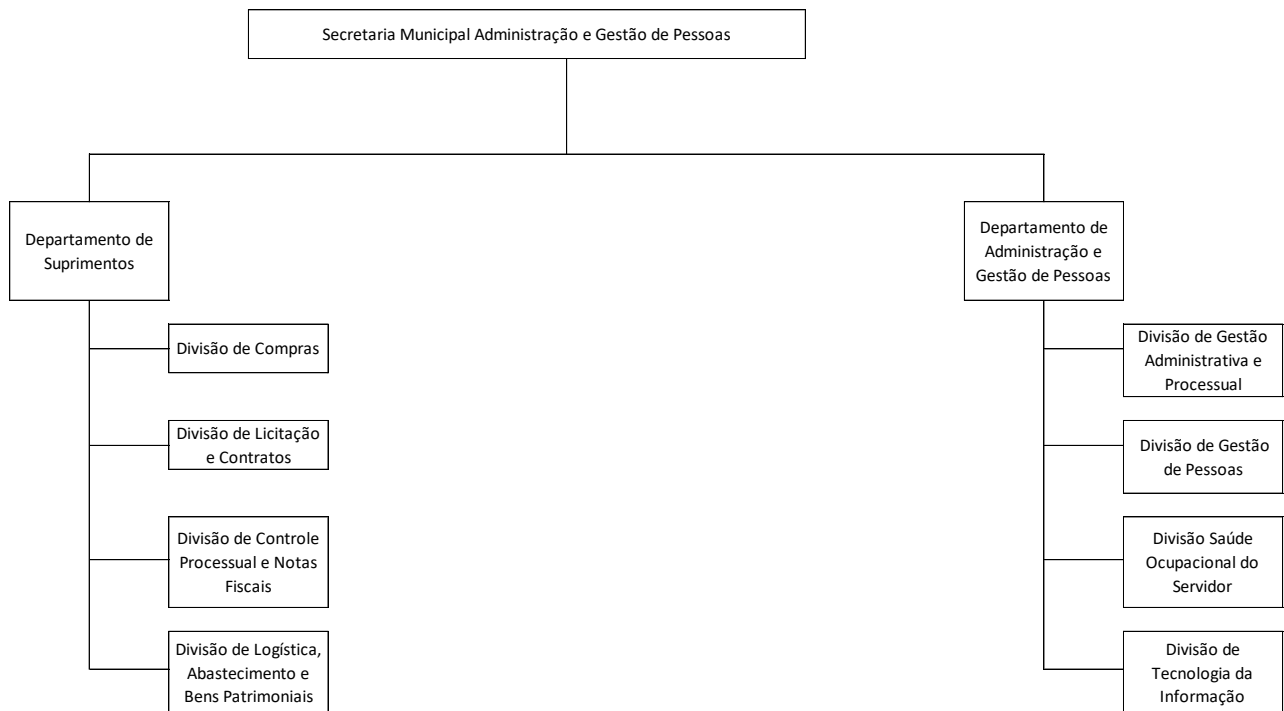 Secretaria Municipal Administração e Gestão de Pessoas
Departamento de
Suprimentos
Departamento de
Administração e
Gestão de Pessoas
Divisão de Compras
Divisão de Licitação
e Contratos
Divisão de Controle
Processual e Notas
Fiscais
Divisão de Logística,
Abastecimento e
Bens Patrimoniais
Divisão de Gestão
Administrativa e
Processual
Divisão de Gestão
de Pessoas
Divisão Saúde
Ocupacional do
Servidor
Divisão de
Tecnologia da
Informação